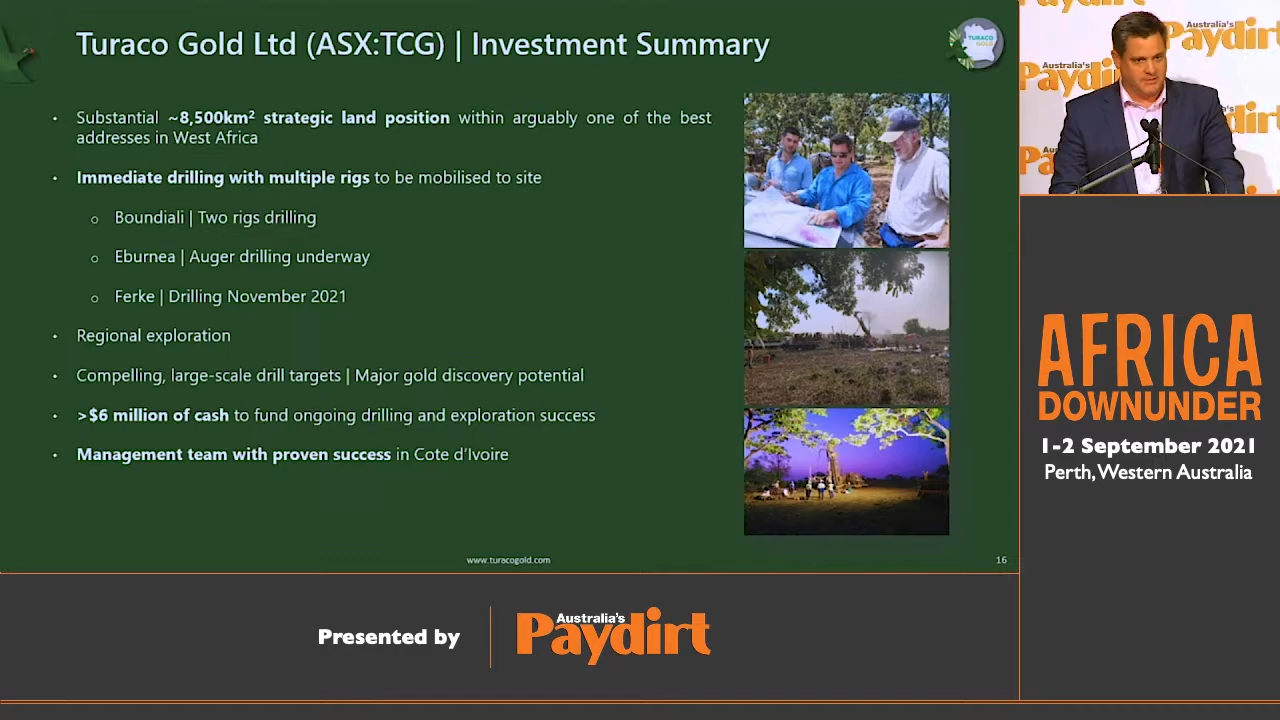 Turaco Gold Ltd (ASX:TCG) | Investment Summary
TURACO
GOLD
• Substantial ~8,500km² strategic land position within arguably one of the best
addresses in West Africa
• Immediate drilling with multiple rigs to be mobilised to site
o Boundiali | Two rigs drilling
o Eburnea | Auger drilling underway
o Ferke | Drilling November 2021
• Regional exploration
• Compelling, large-scale drill targets | Major gold discovery potential
• >$6 million of cash to fund ongoing drilling and exploration success
• Management team with proven success in Cote d'Ivoire
www.turacogold.com
16
Australia's
Paydirt
Australia's
Paydi
AFRICA
DOWNUNDER
1-2 September 2021
Perth, Western Australia
Presented by
Australia's
Paydirt